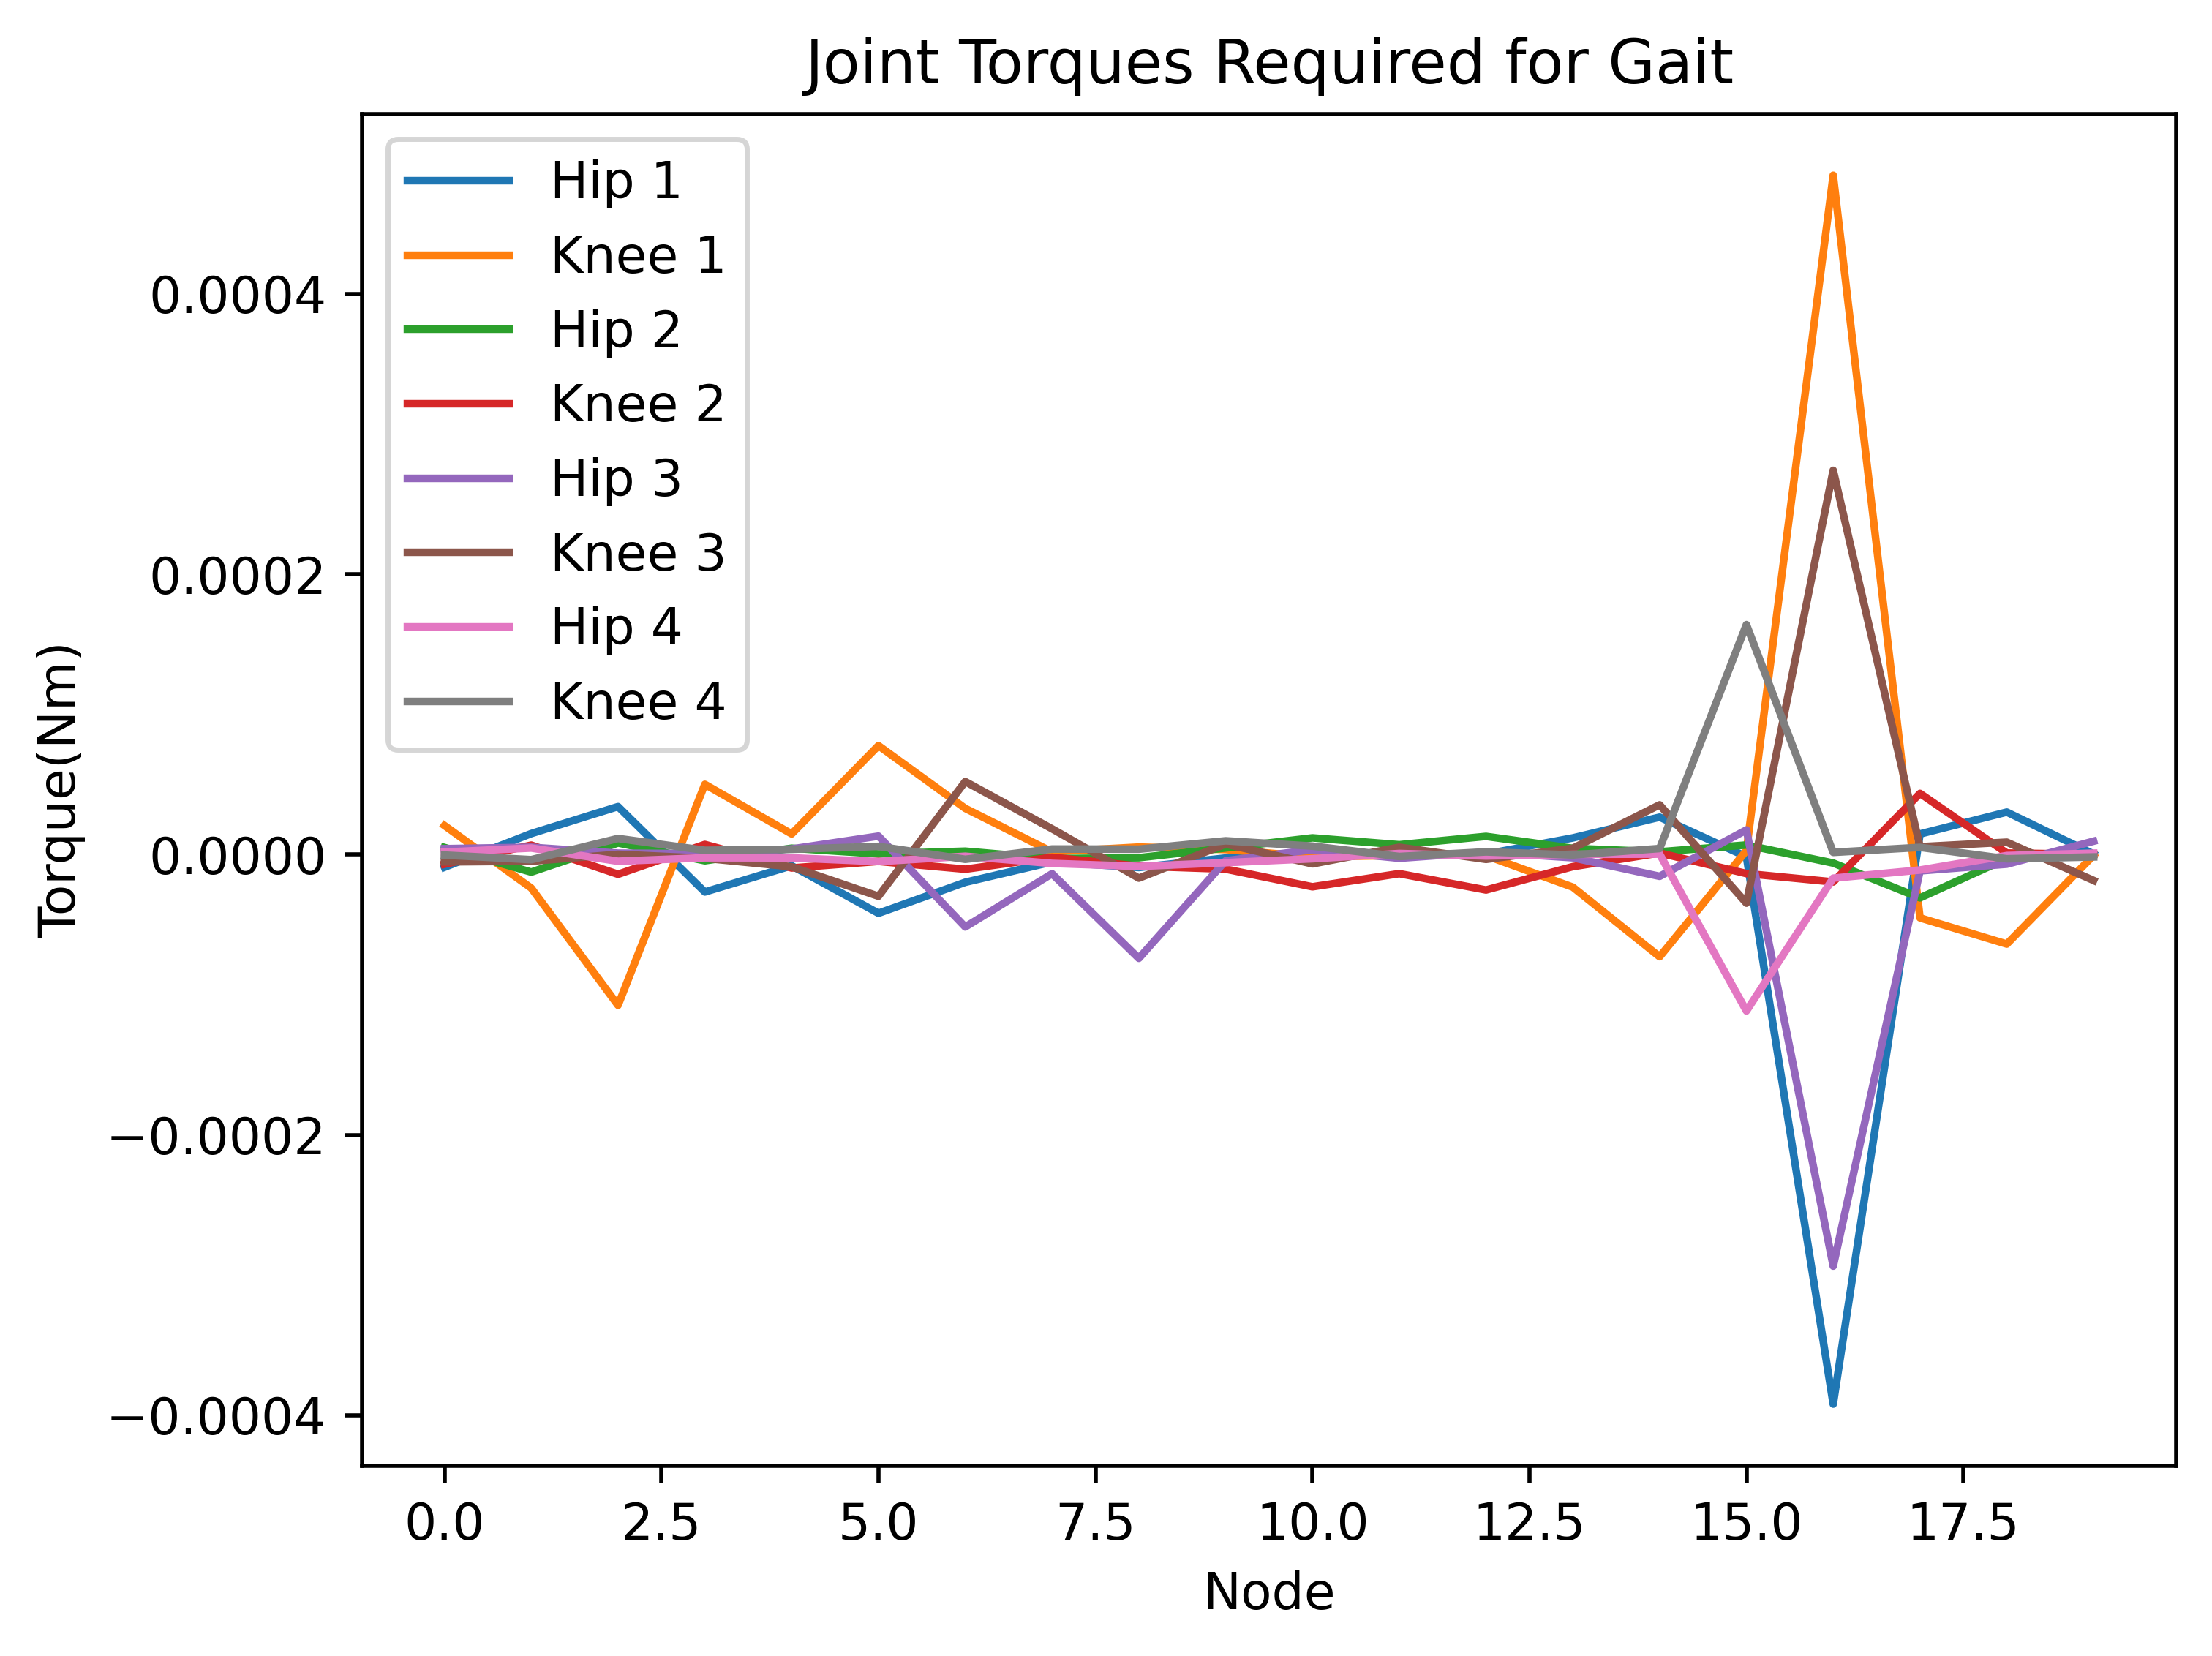 Joint Torques Required for Gait
Hip 1
Knee 1
Hip 2
Knee 2
Hip 3
Knee 3
Hip 4
Knee 4
Torque(Nm)
0.0004
0.0002
0.0000
−0.0002
−0.0004
0.0 2.5 5.0 7.5 10.0 12.5 15.0 17.5
Node